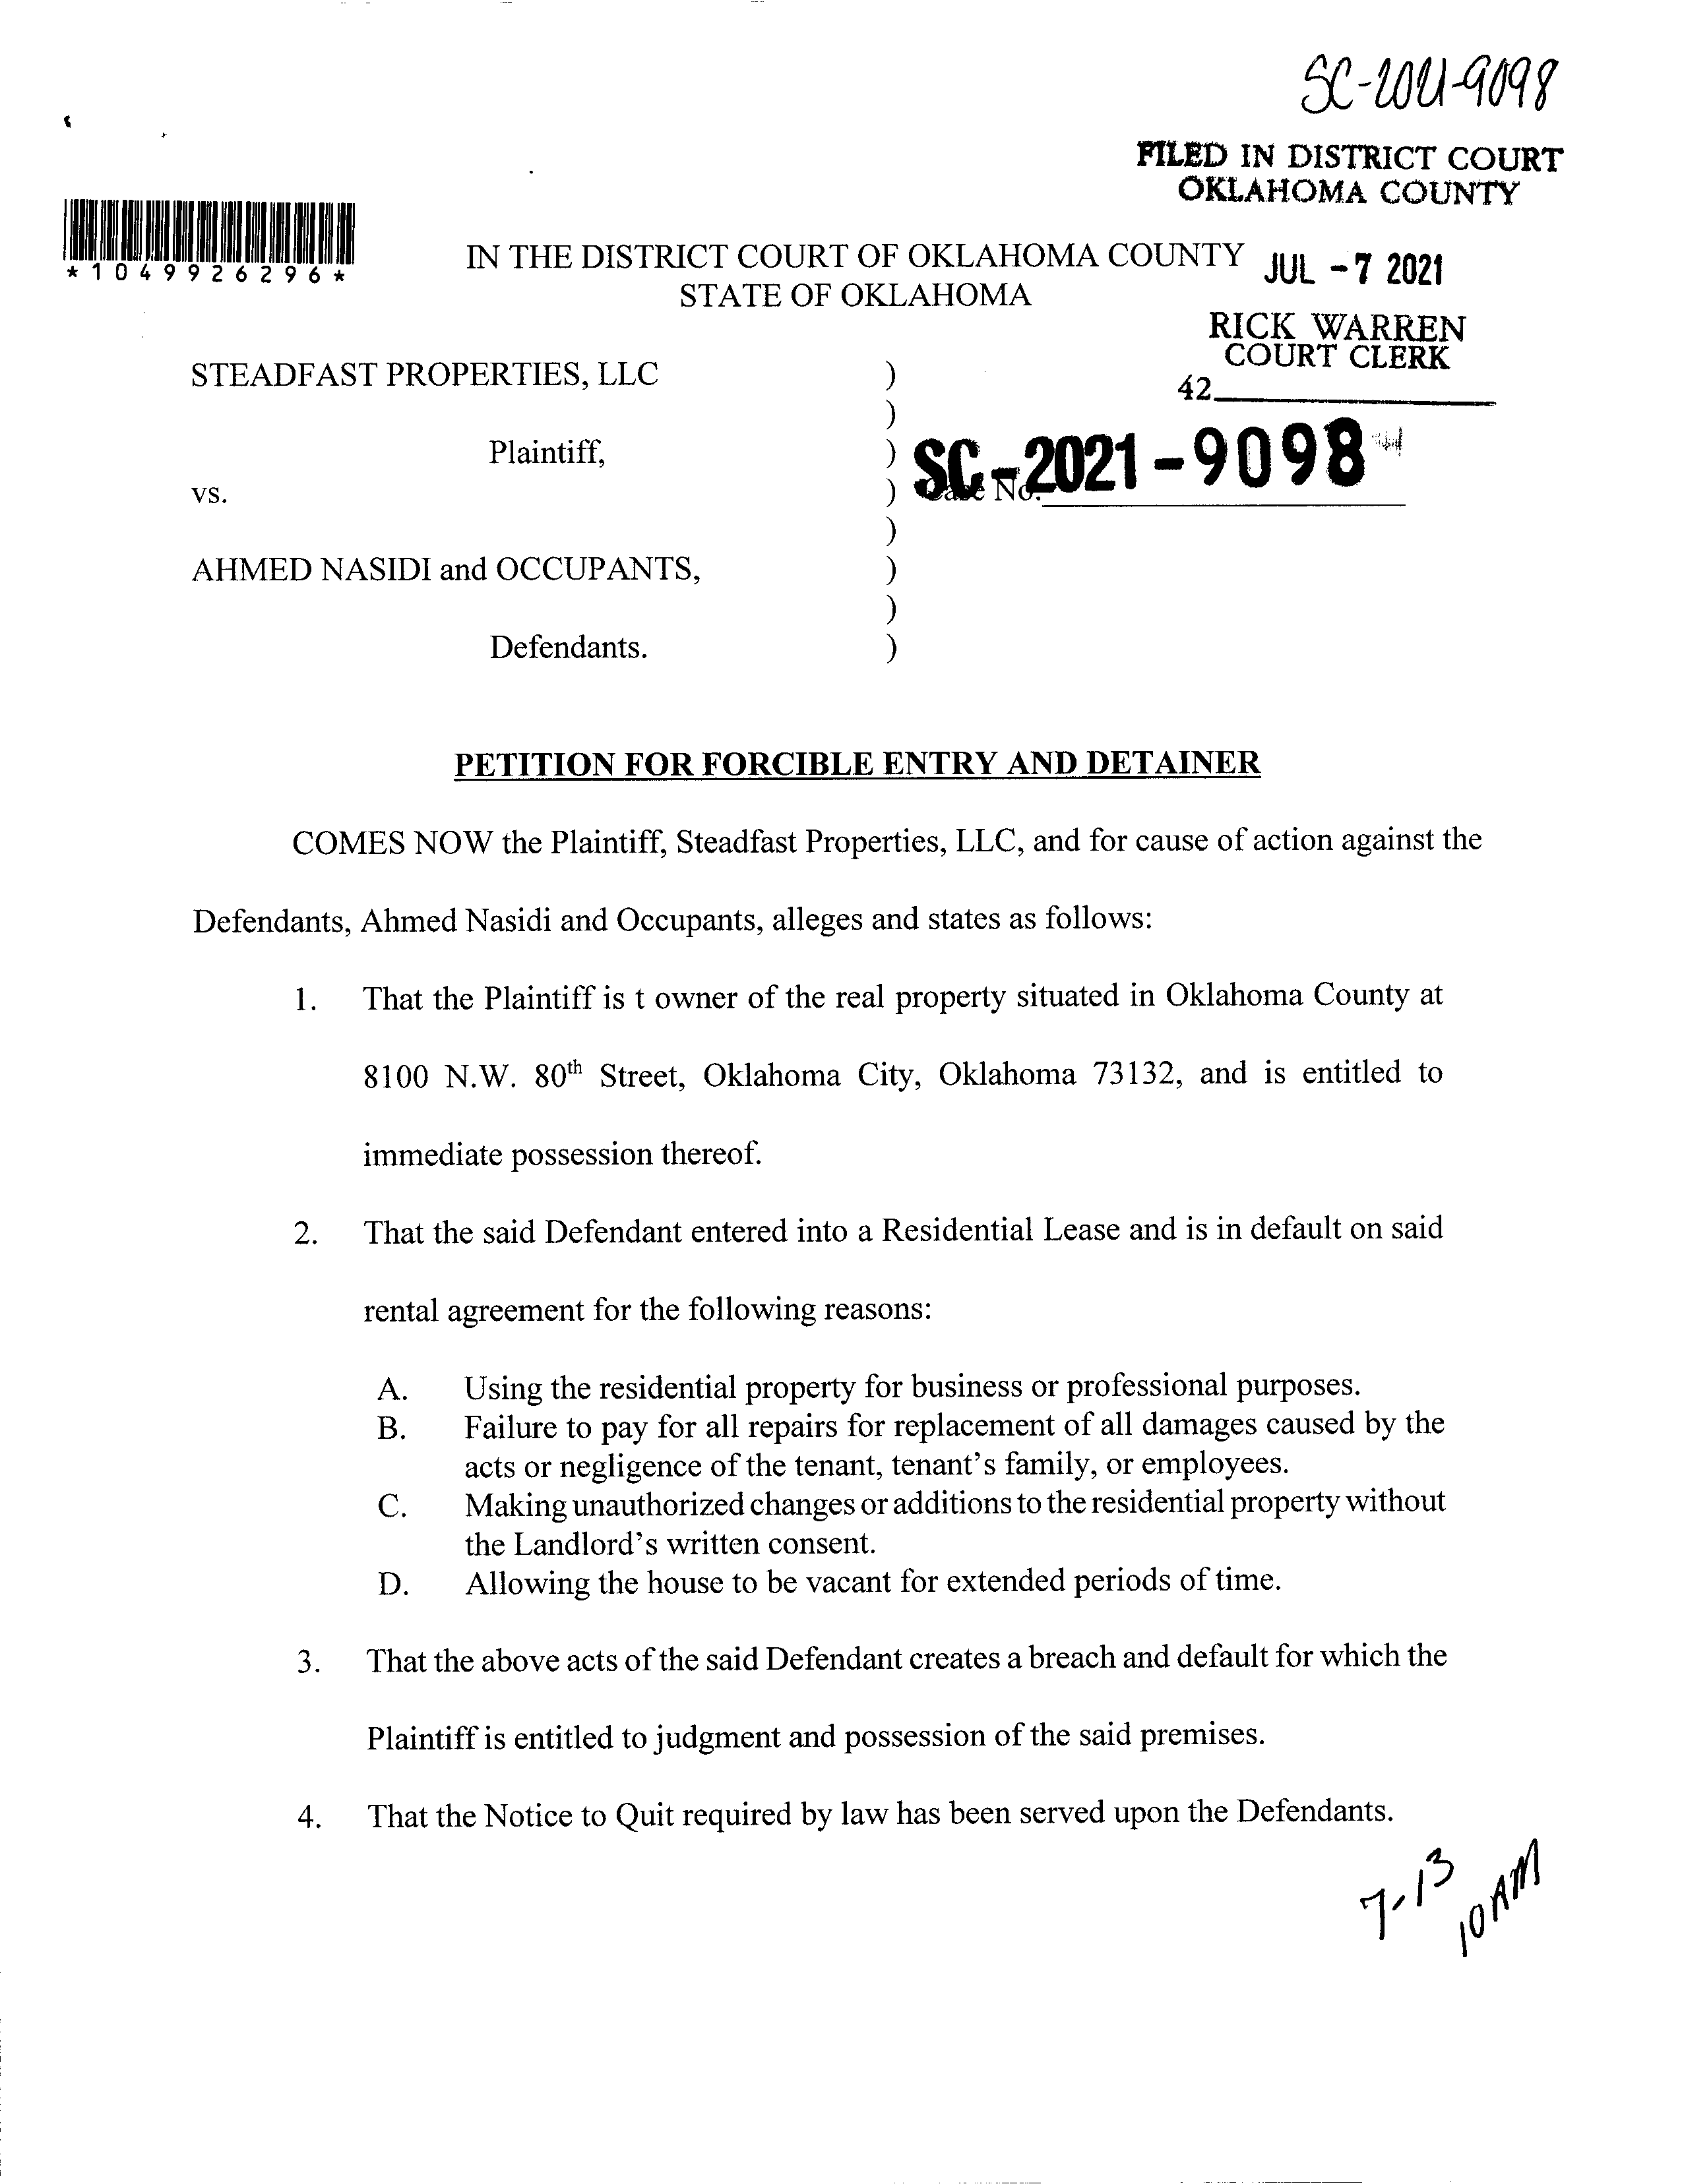 SC-2021-9098
FILED IN DISTRICT COURT
OKLAHOMA COUNTY
*1049926296*
IN THE DISTRICT COURT OF OKLAHOMA COUNTY
JUL -7 2021
STATE OF OKLAHOMA
RICK WARREN
COURT CLERK
42
STEADFAST PROPERTIES, LLC )
)
Plaintiff, )
SC-2021-9098
vs. ) Case No.
)
AHMED NASIDI and OCCUPANTS, )
)
Defendants. )
PETITION FOR FORCIBLE ENTRY AND DETAINER
COMES NOW the Plaintiff, Steadfast Properties, LLC, and for cause of action against the
Defendants, Ahmed Nasidi and Occupants, alleges and states as follows:
1. That the Plaintiff is t owner of the real property situated in Oklahoma County at
8100 N.W. 80th Street, Oklahoma City, Oklahoma 73132, and is entitled to
immediate possession thereof.
2. That the said Defendant entered into a Residential Lease and is in default on said
rental agreement for the following reasons:
A. Using the residential property for business or professional purposes.
B. Failure to pay for all repairs for replacement of all damages caused by the
acts or negligence of the tenant, tenant's family, or employees.
C. Making unauthorized changes or additions to the residential property without
the Landlord's written consent.
D. Allowing the house to be vacant for extended periods of time.
3. That the above acts of the said Defendant creates a breach and default for which the
Plaintiff is entitled to judgment and possession of the said premises.
4. That the Notice to Quit required by law has been served upon the Defendants.
7-13
10 AM